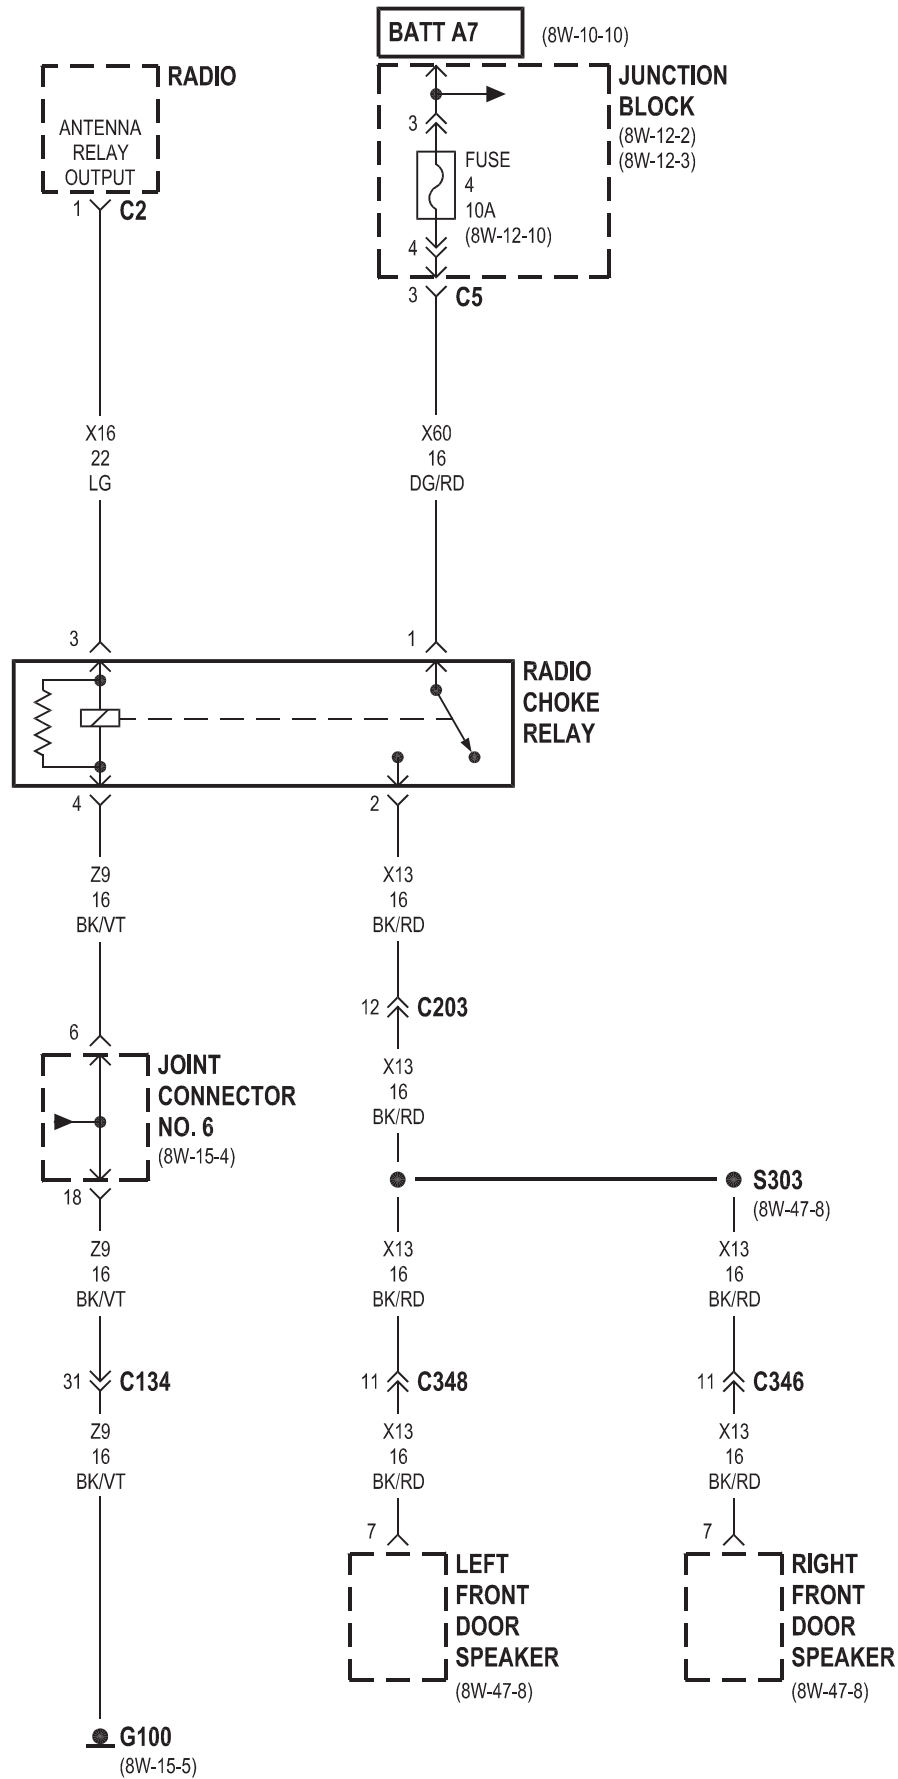 BATT A7
(8W-10-10)
RADIO
ANTENNA
RELAY
OUTPUT
1
C2
JUNCTION
BLOCK
(8W-12-2)
(8W-12-3)
3
FUSE
4
10A
(8W-12-10)
4
3
C5
X16
22
LG
X60
16
DG/RD
3
1
RADIO
CHOKE
RELAY
4
2
Z9
16
BK/VT
X13
16
BK/RD
12
C203
6
JOINT
CONNECTOR
NO. 6
(8W-15-4)
X13
16
BK/RD
18
S303
(8W-47-8)
Z9
16
BK/VT
X13
16
BK/RD
X13
16
BK/RD
31
C134
11
C348
11
C346
Z9
16
BK/VT
X13
16
BK/RD
X13
16
BK/RD
7
LEFT
FRONT
DOOR
SPEAKER
(8W-47-8)
7
RIGHT
FRONT
DOOR
SPEAKER
(8W-47-8)
G100
(8W-15-5)